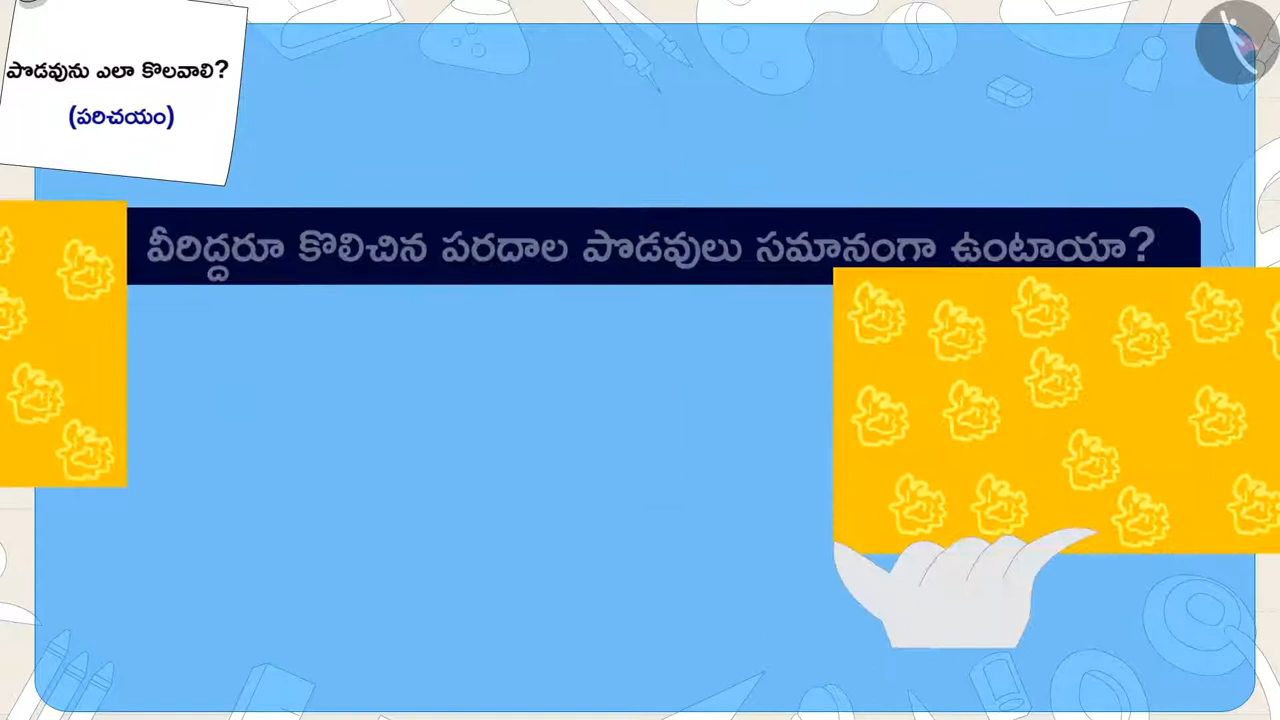 పొడవును ఎలా కొలవాలి?
(పరిచయం)
వీరిద్దరూ కొలిచిన పరదాల పొడవులు సమానంగా ఉంటాయా?